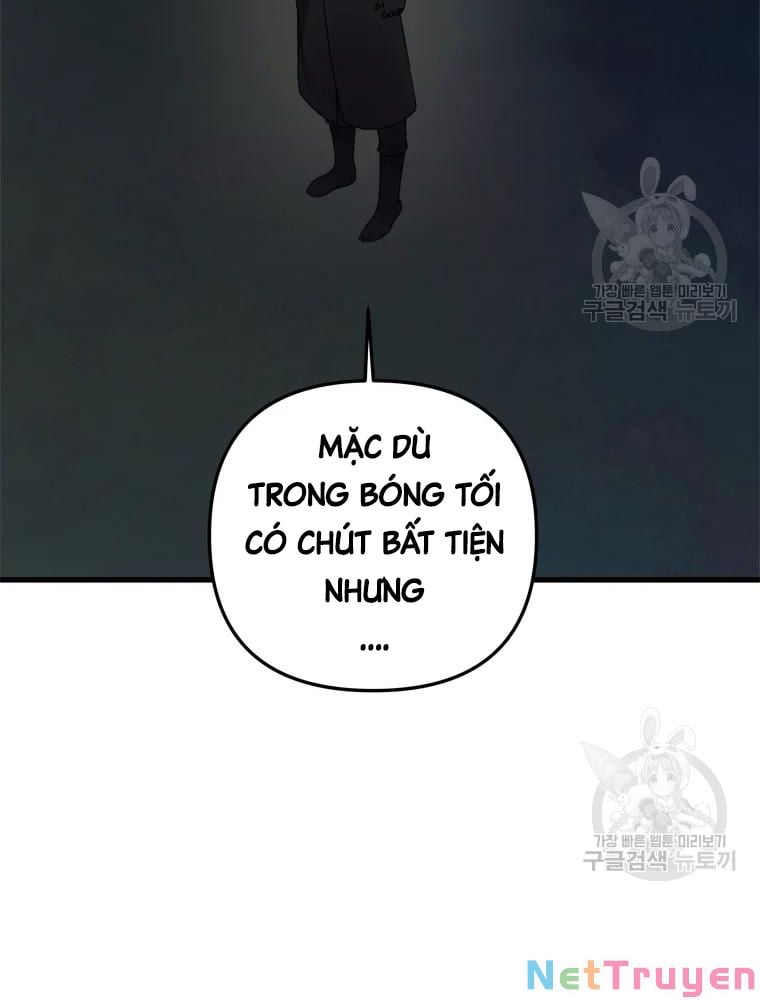 가장 빠른 웹툰 미리보기
구글검색 뉴토끼
MẶC DÙ
TRONG BÓNG TỐI
CÓ CHÚT BẤT TIỆN
NHƯNG
....
가장 빠른 웹툰 미리보기
구글검색 뉴토끼
NetTruyen